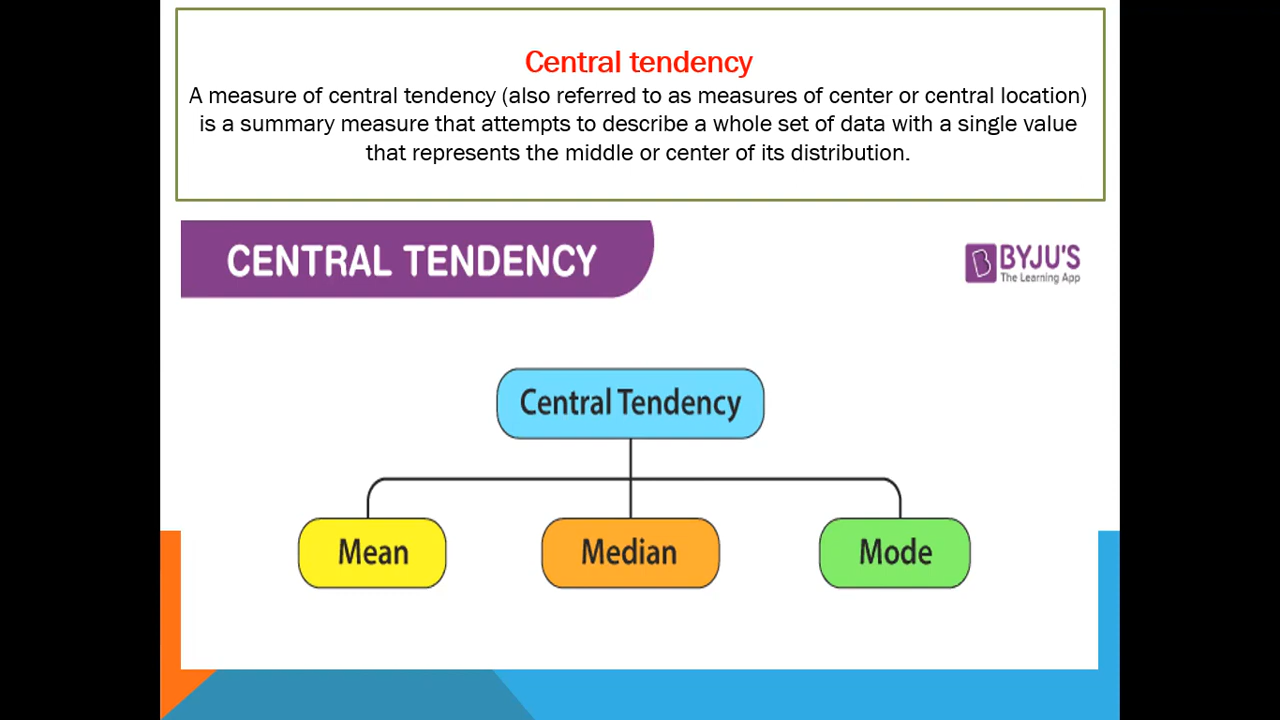 Central tendency
A measure of central tendency (also referred to as measures of center or central location)
is a summary measure that attempts to describe a whole set of data with a single value
that represents the middle or center of its distribution.
CENTRAL TENDENCY
BYJU'S
The Learning App
Central Tendency
Mean
Median
Mode